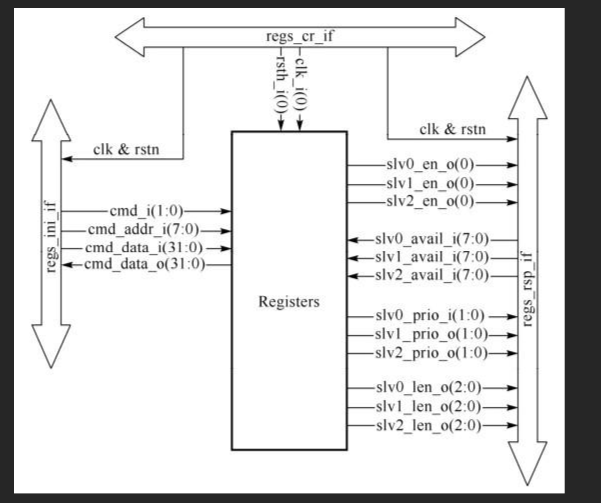 regs_cr_if
rsth_i(0)
clk_i(0)
clk & rstn
clk & rstn
slv0_en_o(0)
slv1_en_o(0)
slv2_en_o(0)
regs_ini_if
cmd_i(1:0)
cmd_addr_i(7:0)
cmd_data_i(31:0)
cmd_data_o(31:0)
slv0_avail_i(7:0)
slv1_avail_i(7:0)
slv2_avail_i(7:0)
regs_rsp_if
Registers
slv0_prio_i(1:0)
slv1_prio_o(1:0)
slv2_prio_o(1:0)
slv0_len_o(2:0)
slv1_len_o(2:0)
slv2_len_o(2:0)